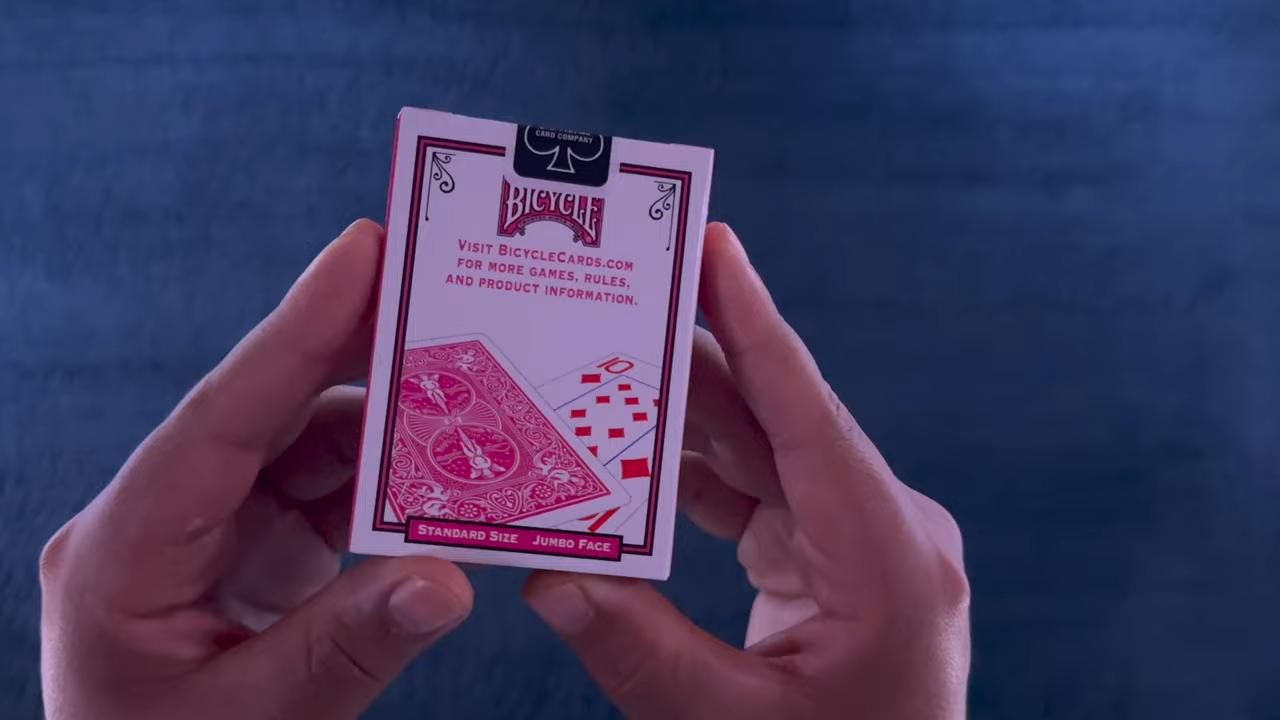 CARD COMPANY
BICYCLE
VISIT BICYCLECARDS.COM
FOR MORE GAMES, RULES,
AND PRODUCT INFORMATION.
10
STANDARD SIZE JUMBO FACE